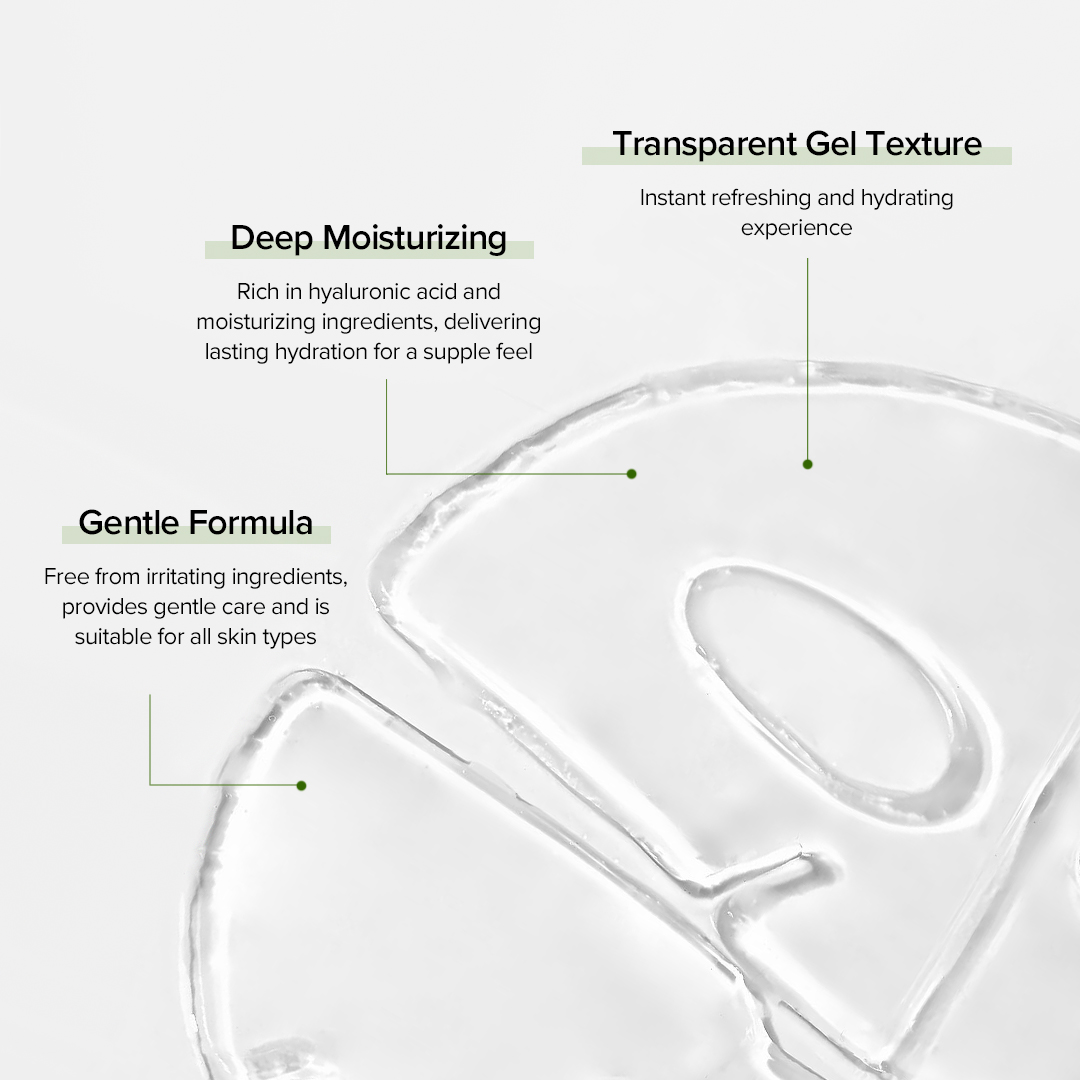 Transparent Gel Texture
Instant refreshing and hydrating
experience
Deep Moisturizing
Rich in hyaluronic acid and
moisturizing ingredients, delivering
lasting hydration for a supple feel
Gentle Formula
Free from irritating ingredients,
provides gentle care and is
suitable for all skin types